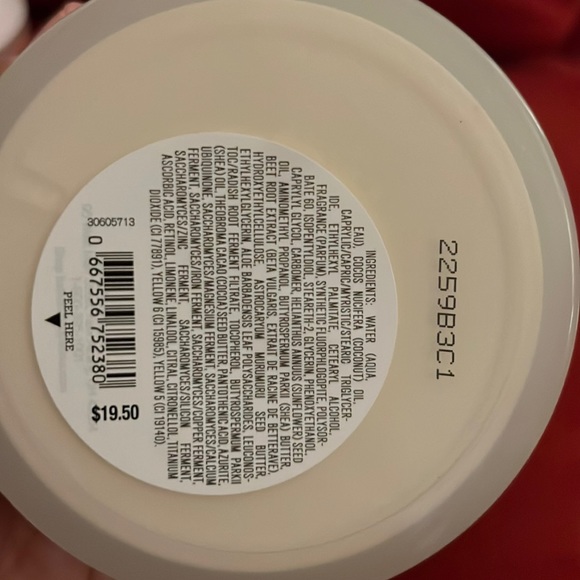 INGREDIENTS: WATER (AQUA,
EAU), COCOS NUCIFERA (COCONUT) OIL,
CAPRYLIC/CAPRIC/MYRISTIC/STEARIC TRIGLYCER-
IDE, ETHYLHEXYL PALMITATE, CETEARYL ALCOHOL,
FRAGRANCE (PARFUM), SYNTHETIC FLUORPHLOGOPITE, POLYSOR-
BATE 60, ISOPENTYLDIOL, STEARETH-2, GLYCERIN, PHENOXYETHANOL,
CAPRYLYL GLYCOL, CARBOMER, HELIANTHUS ANNUUS (SUNFLOWER) SEED
OIL, AMINOMETHYL PROPANOL, BUTYROSPERMUM PARKII (SHEA) BUTTER,
BEET ROOT EXTRACT (BETA VULGARIS, EXTRAIT DE RACINE DE BETTERAVE),
HYDROXYETHYLCELLULOSE, ASTROCARYUM MURUMURU SEED BUTTER,
ETHYLHEXYLGLYCERIN, ALOE BARBADENSIS LEAF POLYSACCHARIDES, LEUCONOS-
TOC/RADISH ROOT FERMENT FILTRATE, TOCOPHEROL, BUTYROSPERMUM PARKII
(SHEA) OIL, THEOBROMA CACAO (COCOA) SEED BUTTER, PANTOTHENIC ACID, AZURITE,
UBIQUINONE, SACCHAROMYCES/MAGNESIUM FERMENT, SACCHAROMYCES/CALCIUM
FERMENT, SACCHAROMYCES/IRON FERMENT, SACCHAROMYCES/COPPER FERMENT,
SACCHAROMYCES/ZINC FERMENT, SACCHAROMYCES/SILICON FERMENT,
ASCORBIC ACID, RETINOL, LIMONENE, LINALOOL, CITRAL, CITRONELLOL, TITANIUM
DIOXIDE (CI 77891), YELLOW 6 (CI 15985), YELLOW 5 (CI 19140).
30605713
0 667556 752380
$19.50
PEEL HERE
2259B3C1